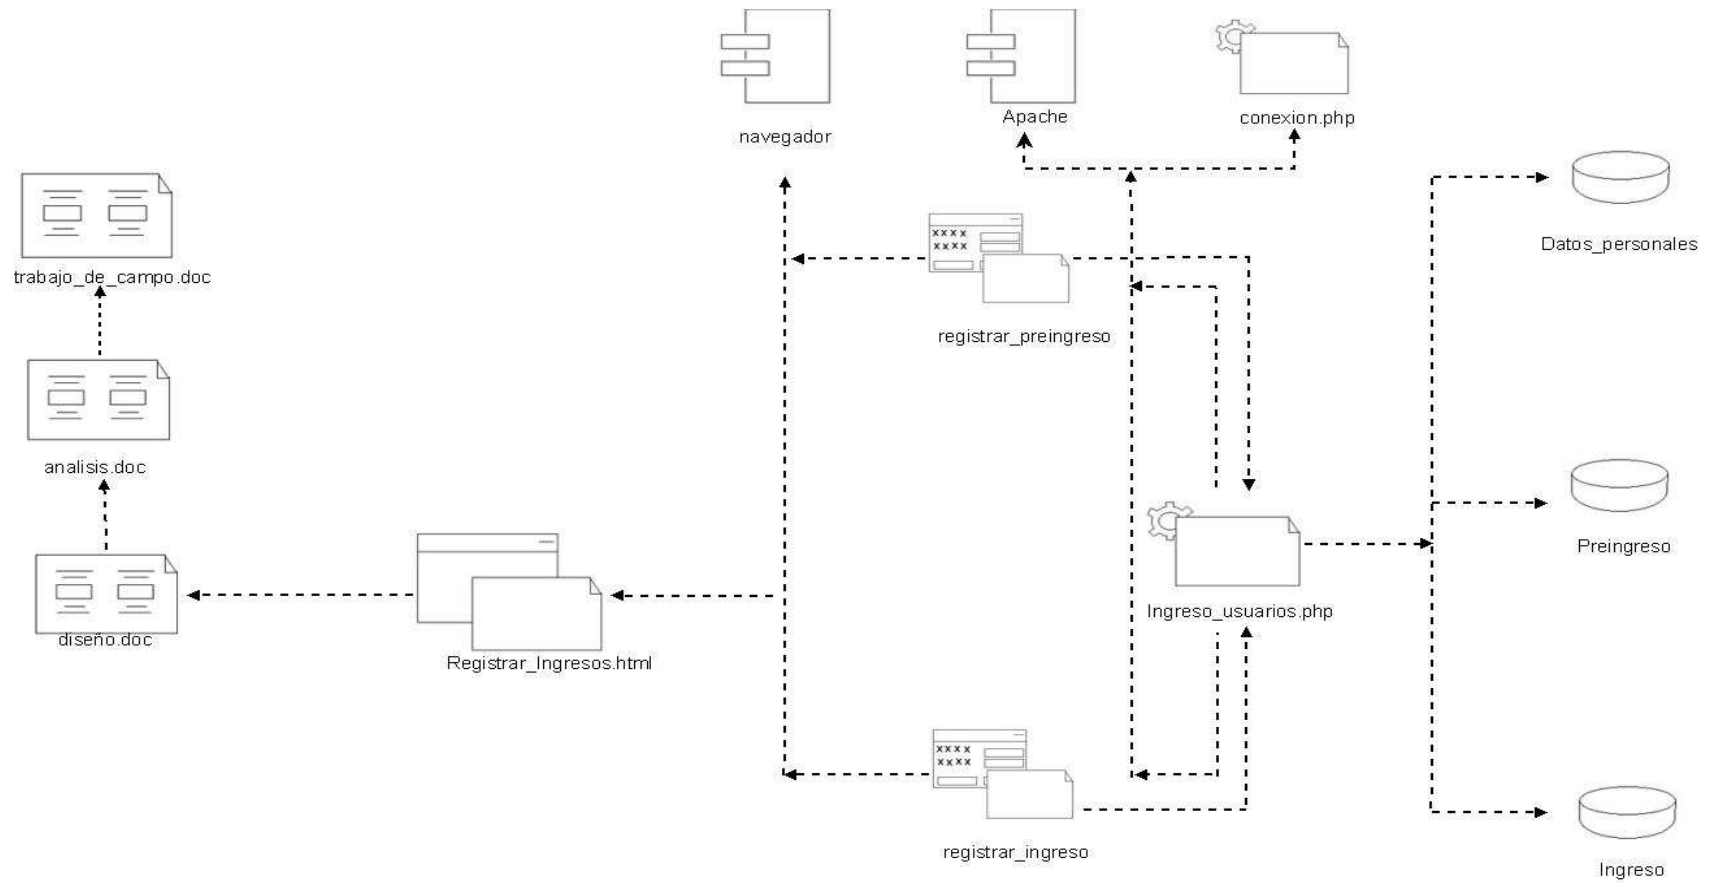 navegador
Apache
conexion.php
trabajo_de_campo.doc
Datos_personales
xxxx
xxxx
registrar_preingreso
analisis.doc
Preingreso
diseño.doc
Registrar_Ingresos.html
Ingreso_usuarios.php
xxxx
xxxx
registrar_ingreso
Ingreso